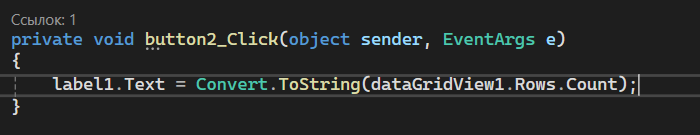 Ссылок: 1
private void button2_Click(object sender, EventArgs e)
{
label1.Text = Convert.ToString(dataGridView1.Rows.Count);
}